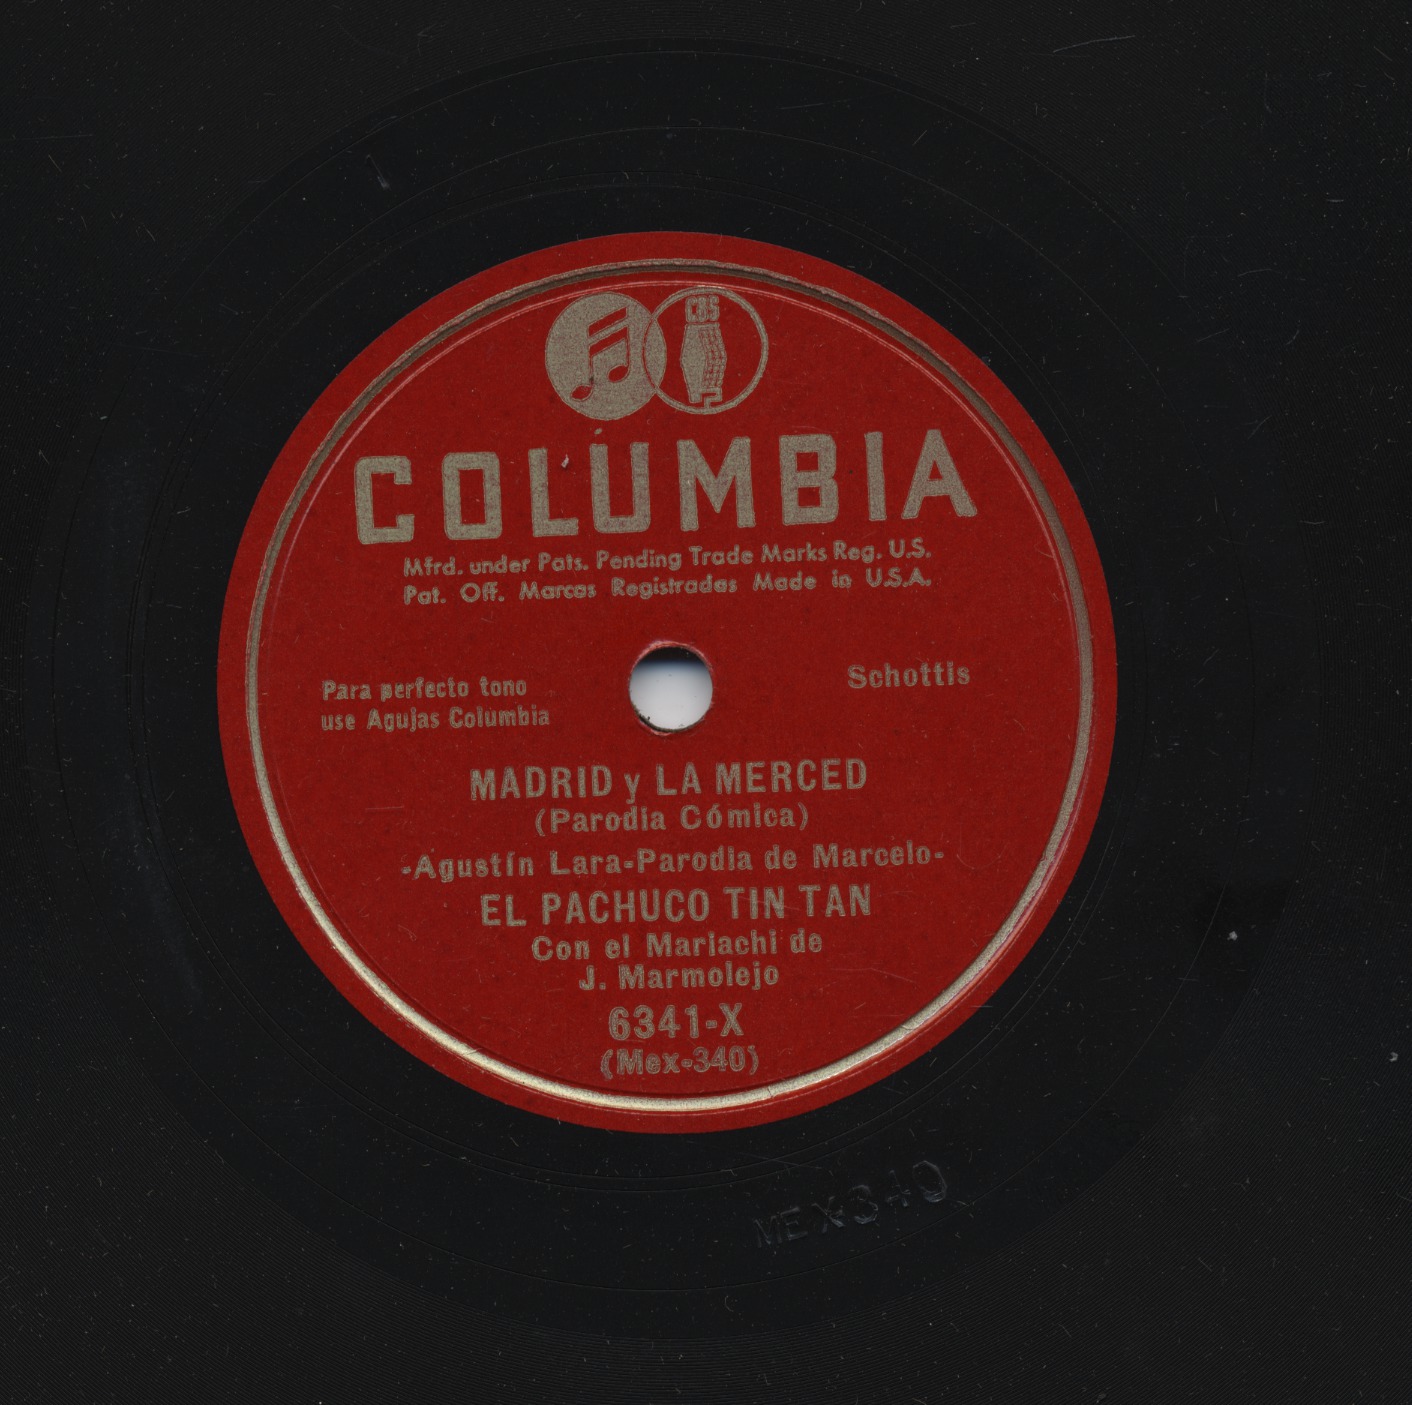 CBS
COLUMBIA
Mfrd. under Pats. Pending Trade Marks Reg. U.S.
Pat. Off. Marcas Registradas Made in U.S.A.
Para perfecto tono
use Agujas Columbia
Schottis
MADRID y LA MERCED
(Parodia Cómica)
-Agustín Lara-Parodia de Marcelo-
EL PACHUCO TIN TAN
Con el Mariachi de
J. Marmolejo
6341-X
(Mex-340)
MEX340